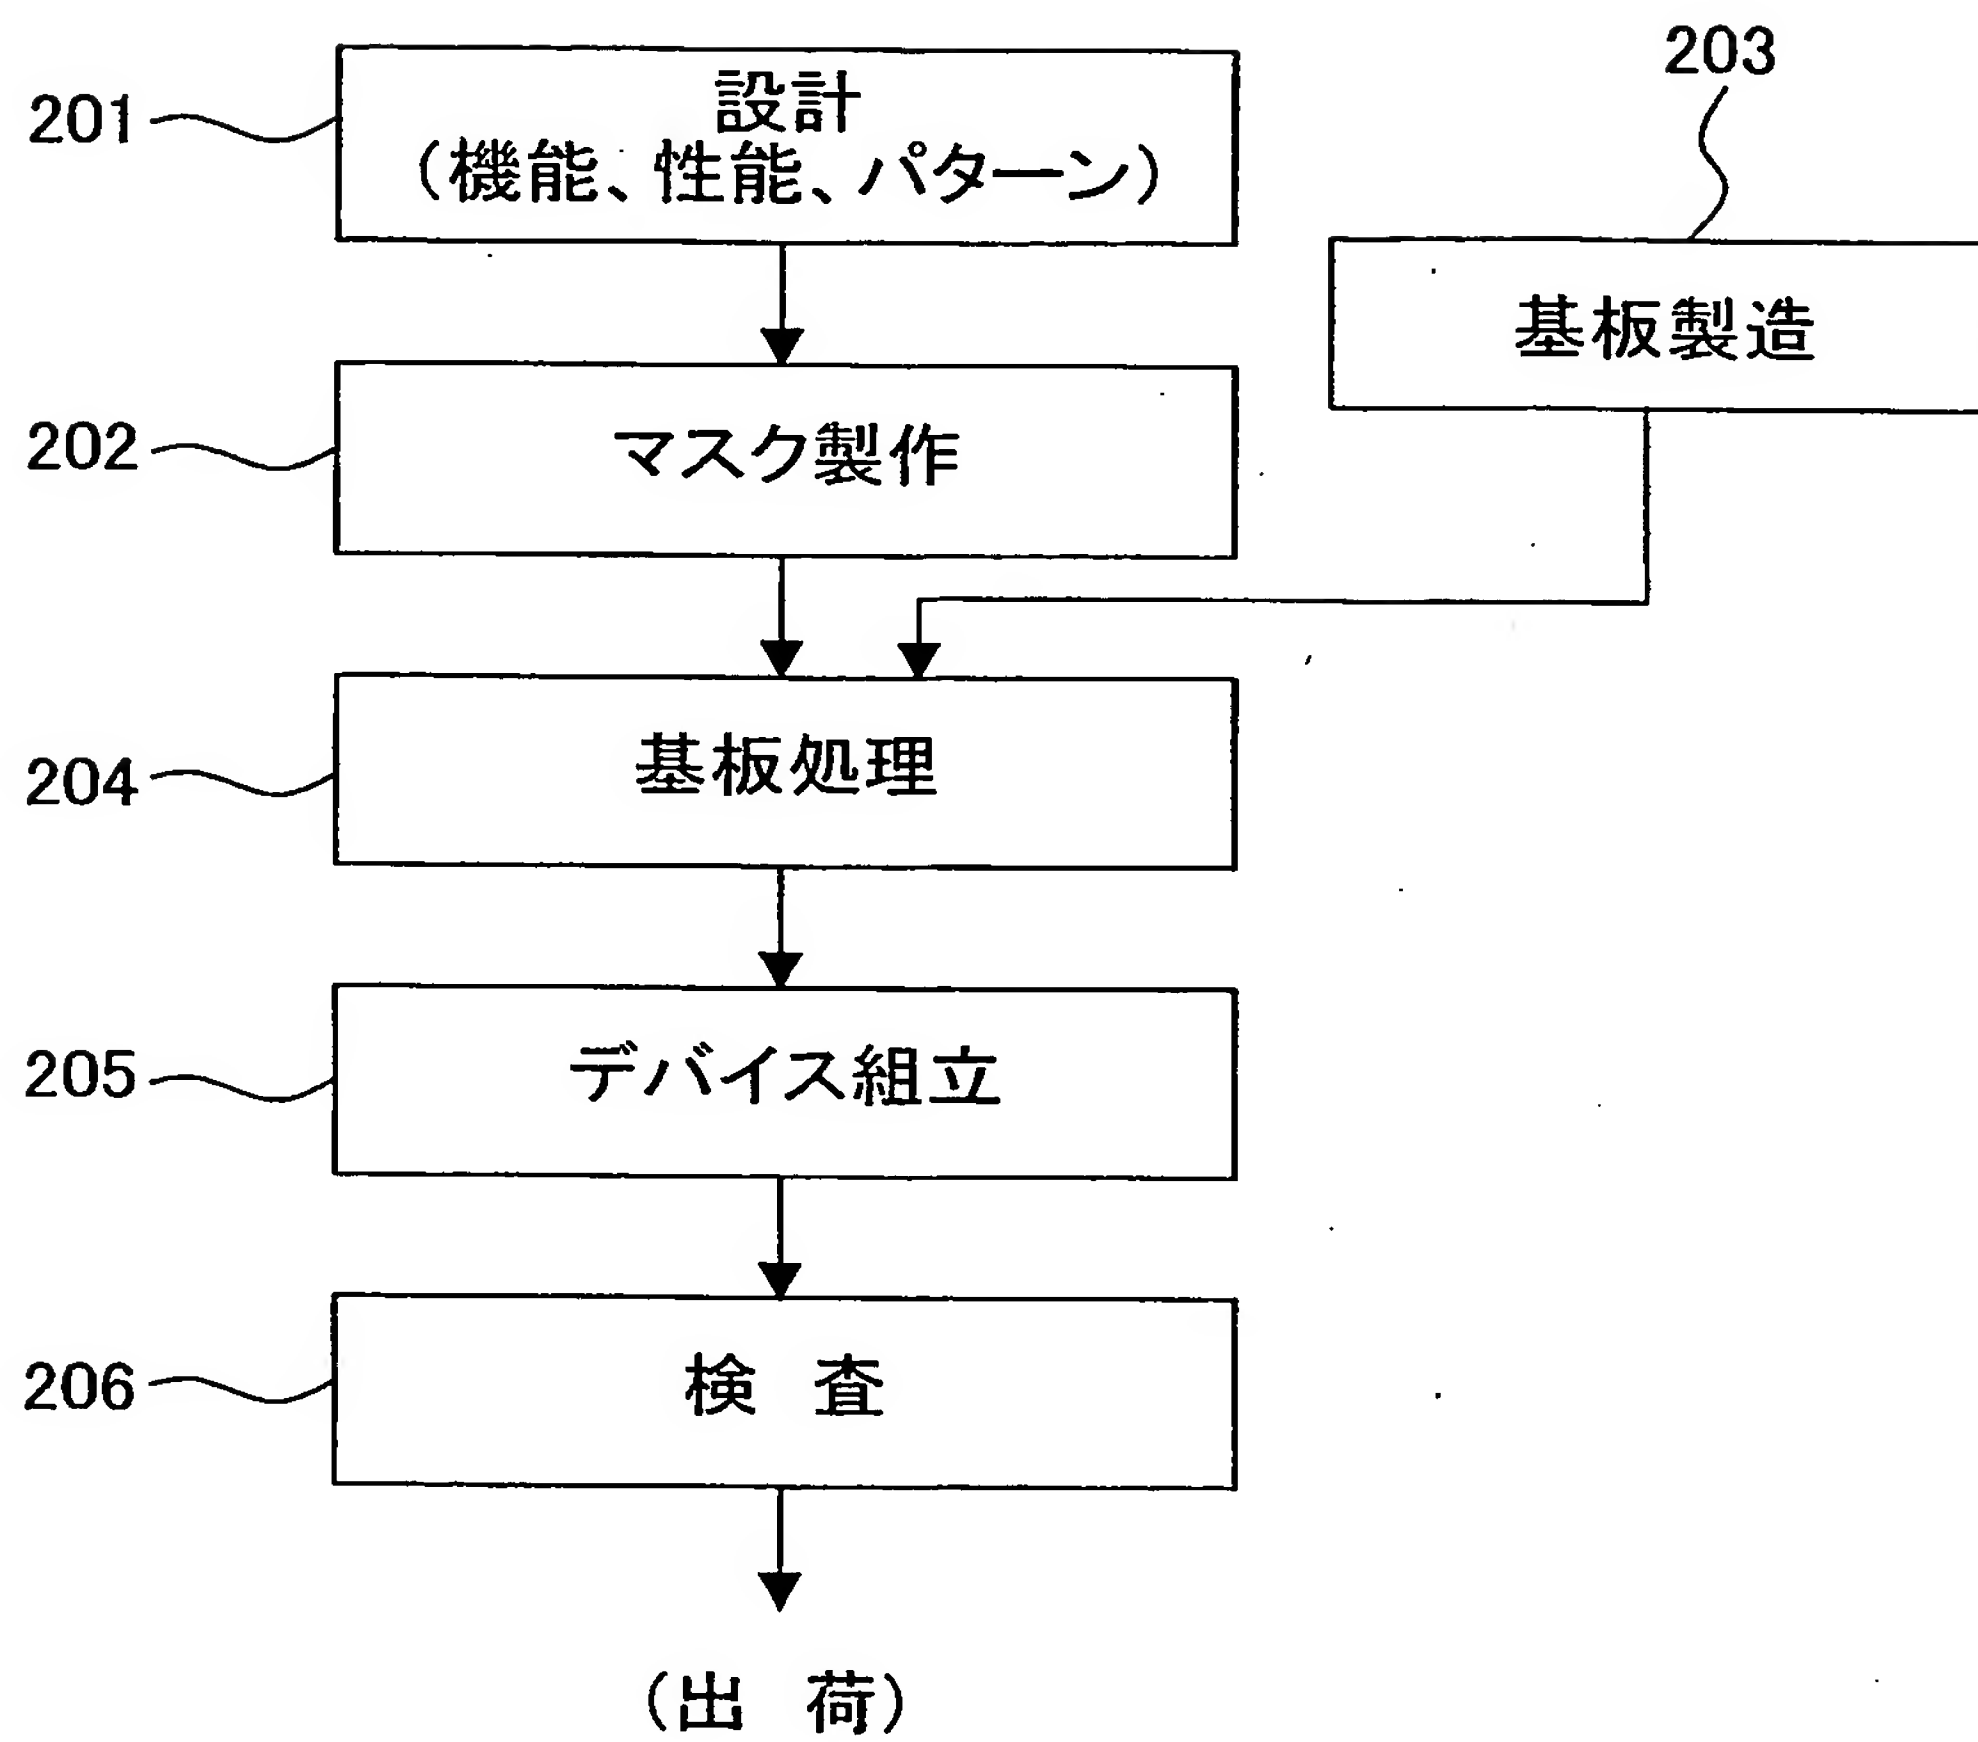 203
201
設計
(機能、性能、パターン)
基板製造
202
マスク製作
204
基板処理
205
デバイス組立
206
検 査
(出 荷)